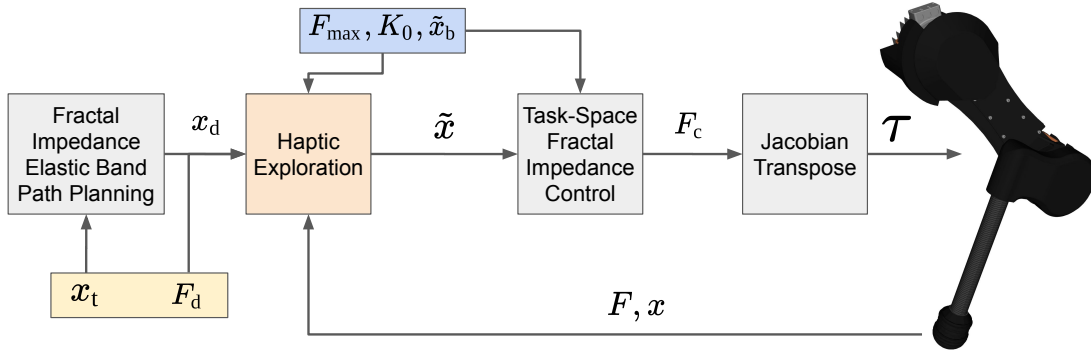 F_max, K_0, x̃_b
Fractal
Impedance
Elastic Band
Path Planning
x_d
Haptic
Exploration
x̃
Task-Space
Fractal
Impedance
Control
F_c
Jacobian
Transpose
τ
x_t
F_d
F, x